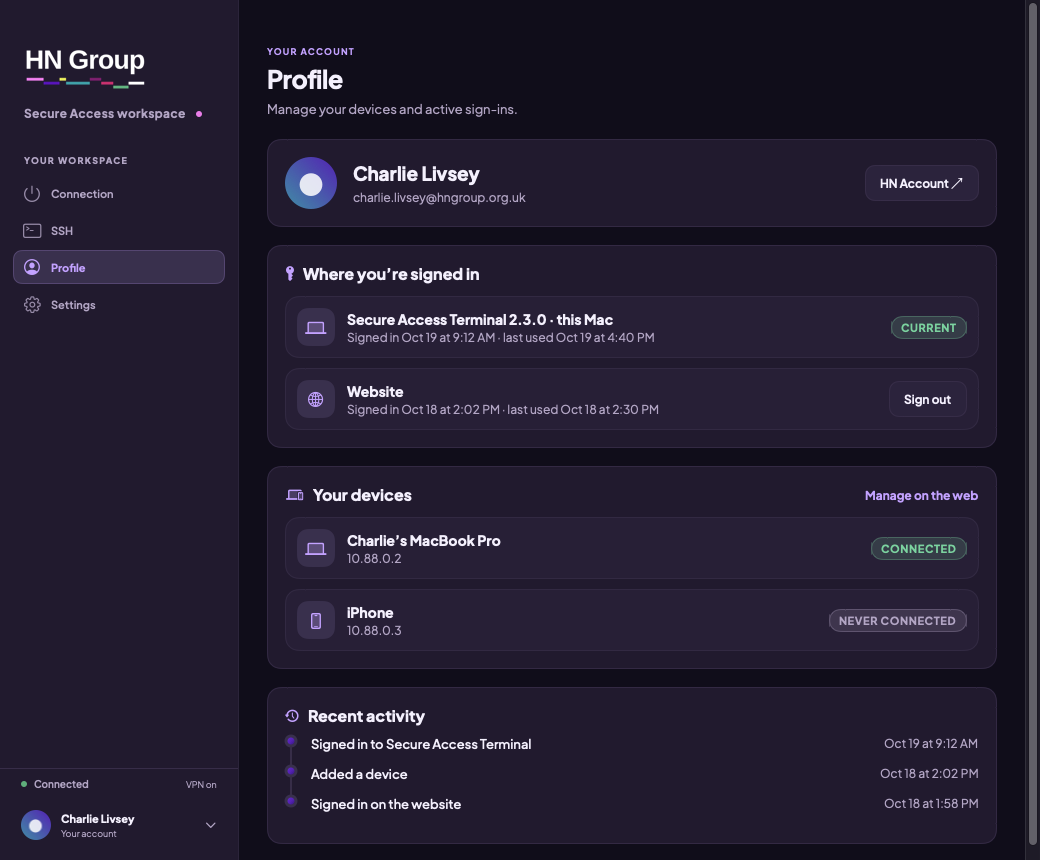 HN Group
Secure Access workspace
YOUR WORKSPACE
Connection
SSH
Profile
Settings
Connected
VPN on
Charlie Livsey
Your account
YOUR ACCOUNT
Profile
Manage your devices and active sign-ins.
Charlie Livsey
charlie.livsey@hngroup.org.uk
HN Account ↗
Where you’re signed in
Secure Access Terminal 2.3.0 · this Mac
Signed in Oct 19 at 9:12 AM · last used Oct 19 at 4:40 PM
CURRENT
Website
Signed in Oct 18 at 2:02 PM · last used Oct 18 at 2:30 PM
Sign out
Your devices
Manage on the web
Charlie’s MacBook Pro
10.88.0.2
CONNECTED
iPhone
10.88.0.3
NEVER CONNECTED
Recent activity
Signed in to Secure Access Terminal
Oct 19 at 9:12 AM
Added a device
Oct 18 at 2:02 PM
Signed in on the website
Oct 18 at 1:58 PM